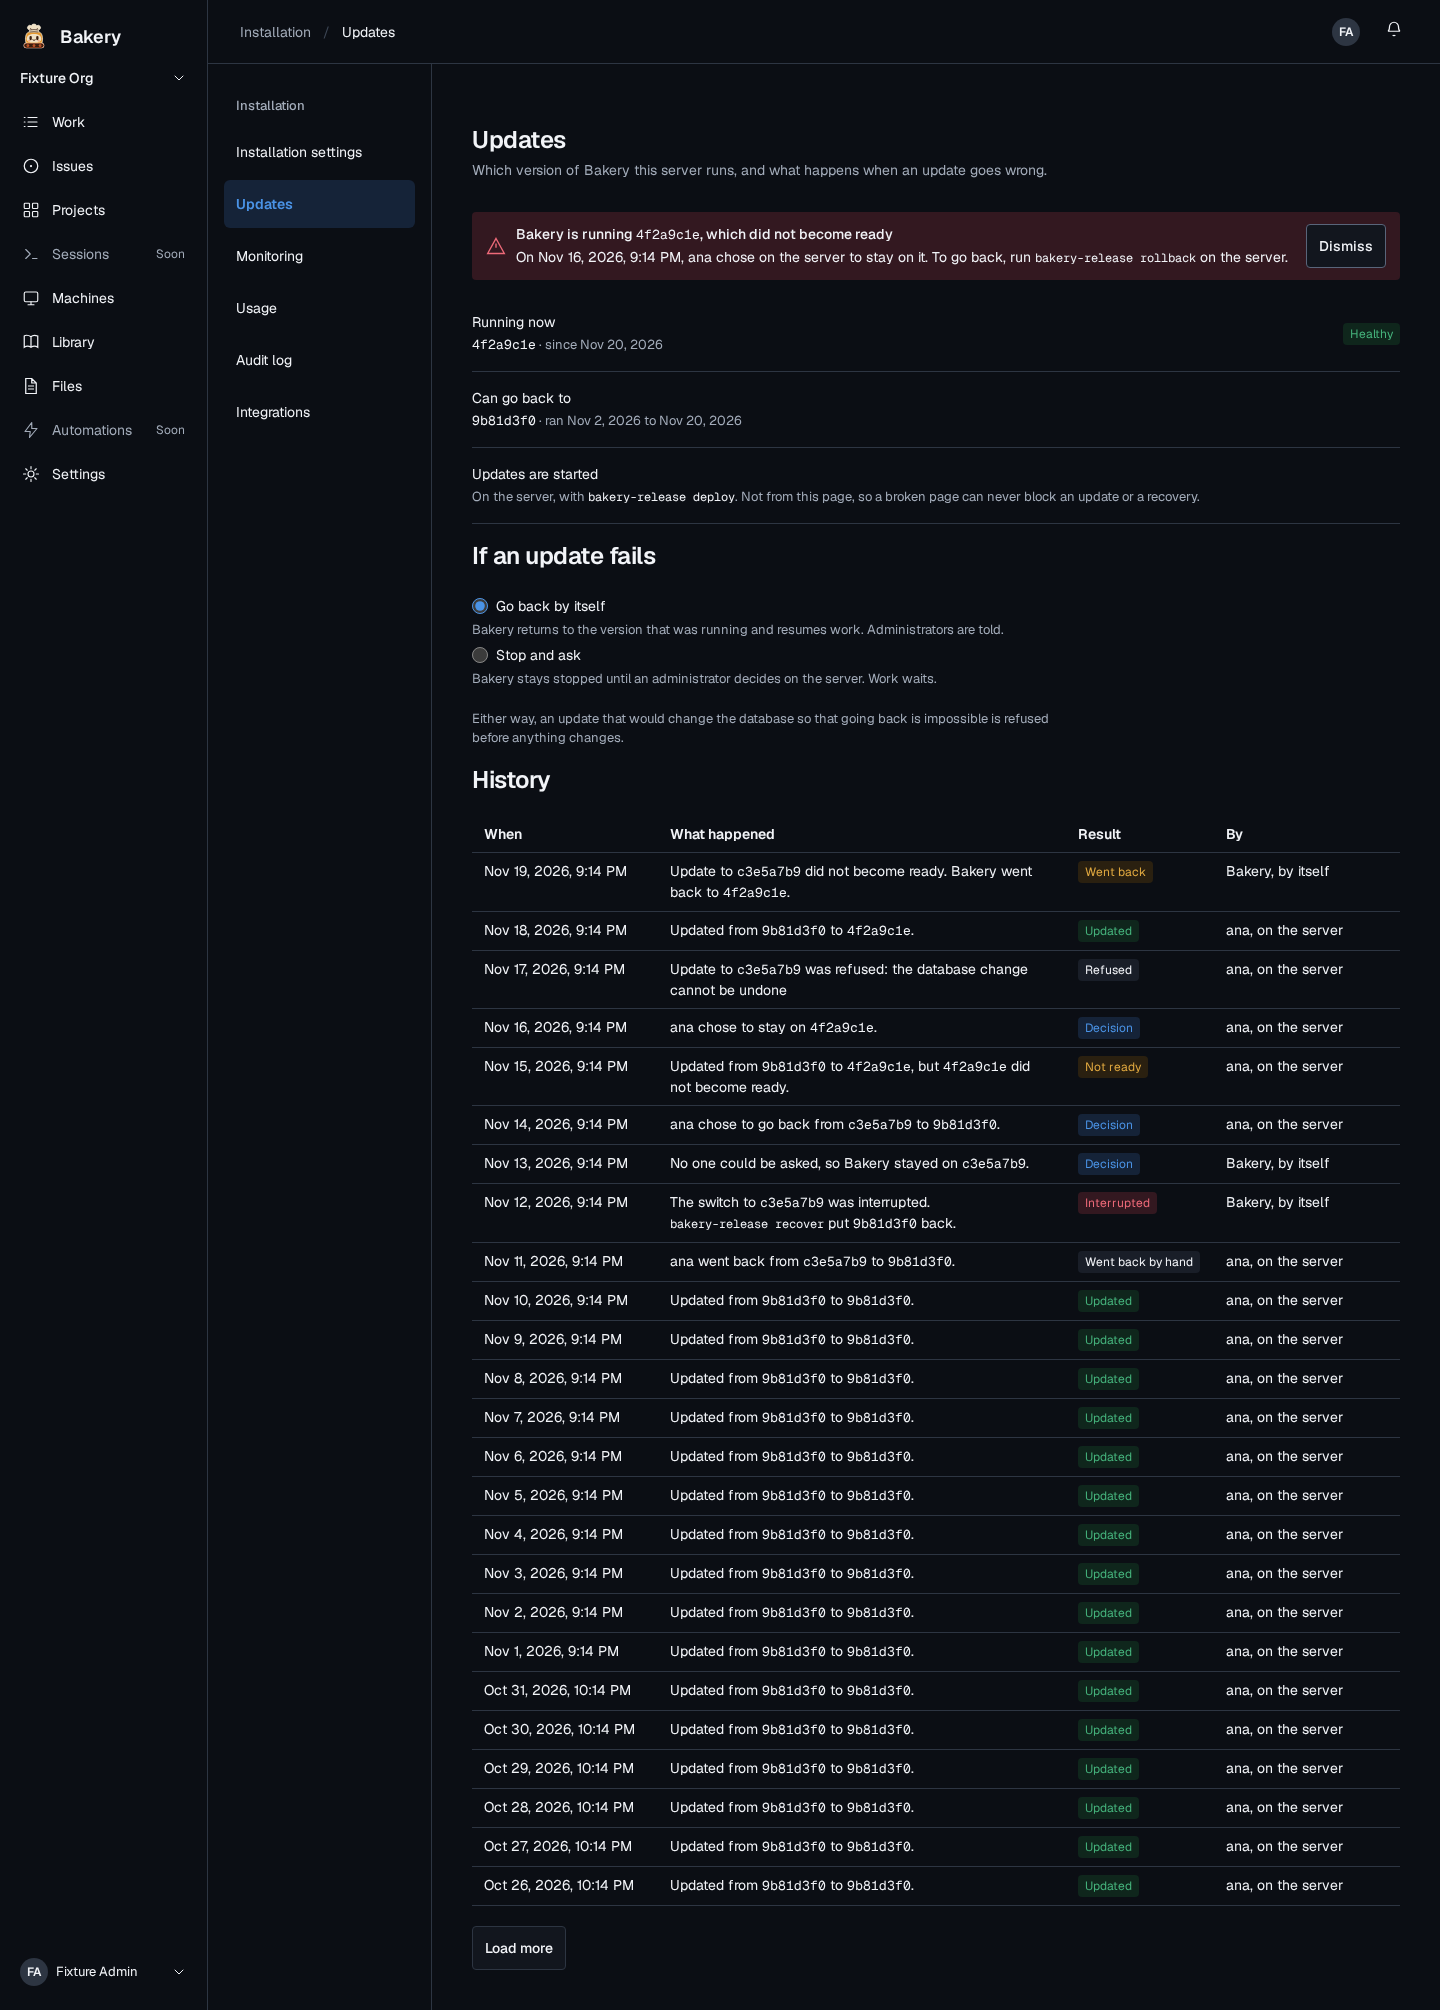 Bakery
Fixture Org
Work
Issues
Projects
Sessions Soon
Machines
Library
Files
Automations Soon
Settings
FA Fixture Admin
Installation / Updates
FA
Installation
Installation settings
Updates
Monitoring
Usage
Audit log
Integrations
Updates
Which version of Bakery this server runs, and what happens when an update goes wrong.
Bakery is running 4f2a9c1e, which did not become ready
On Nov 16, 2026, 9:14 PM, ana chose on the server to stay on it. To go back, run bakery-release rollback on the server.
Dismiss
Running now
4f2a9c1e · since Nov 20, 2026
Healthy
Can go back to
9b81d3f0 · ran Nov 2, 2026 to Nov 20, 2026
Updates are started
On the server, with bakery-release deploy. Not from this page, so a broken page can never block an update or a recovery.
If an update fails
Go back by itself
Bakery returns to the version that was running and resumes work. Administrators are told.
Stop and ask
Bakery stays stopped until an administrator decides on the server. Work waits.
Either way, an update that would change the database so that going back is impossible is refused
before anything changes.
History
When What happened Result By
Nov 19, 2026, 9:14 PM Update to c3e5a7b9 did not become ready. Bakery went Went back Bakery, by itself
back to 4f2a9c1e.
Nov 18, 2026, 9:14 PM Updated from 9b81d3f0 to 4f2a9c1e. Updated ana, on the server
Nov 17, 2026, 9:14 PM Update to c3e5a7b9 was refused: the database change Refused ana, on the server
cannot be undone
Nov 16, 2026, 9:14 PM ana chose to stay on 4f2a9c1e. Decision ana, on the server
Nov 15, 2026, 9:14 PM Updated from 9b81d3f0 to 4f2a9c1e, but 4f2a9c1e did Not ready ana, on the server
not become ready.
Nov 14, 2026, 9:14 PM ana chose to go back from c3e5a7b9 to 9b81d3f0. Decision ana, on the server
Nov 13, 2026, 9:14 PM No one could be asked, so Bakery stayed on c3e5a7b9. Decision Bakery, by itself
Nov 12, 2026, 9:14 PM The switch to c3e5a7b9 was interrupted. Interrupted Bakery, by itself
bakery-release recover put 9b81d3f0 back.
Nov 11, 2026, 9:14 PM ana went back from c3e5a7b9 to 9b81d3f0. Went back by hand ana, on the server
Nov 10, 2026, 9:14 PM Updated from 9b81d3f0 to 9b81d3f0. Updated ana, on the server
Nov 9, 2026, 9:14 PM Updated from 9b81d3f0 to 9b81d3f0. Updated ana, on the server
Nov 8, 2026, 9:14 PM Updated from 9b81d3f0 to 9b81d3f0. Updated ana, on the server
Nov 7, 2026, 9:14 PM Updated from 9b81d3f0 to 9b81d3f0. Updated ana, on the server
Nov 6, 2026, 9:14 PM Updated from 9b81d3f0 to 9b81d3f0. Updated ana, on the server
Nov 5, 2026, 9:14 PM Updated from 9b81d3f0 to 9b81d3f0. Updated ana, on the server
Nov 4, 2026, 9:14 PM Updated from 9b81d3f0 to 9b81d3f0. Updated ana, on the server
Nov 3, 2026, 9:14 PM Updated from 9b81d3f0 to 9b81d3f0. Updated ana, on the server
Nov 2, 2026, 9:14 PM Updated from 9b81d3f0 to 9b81d3f0. Updated ana, on the server
Nov 1, 2026, 9:14 PM Updated from 9b81d3f0 to 9b81d3f0. Updated ana, on the server
Oct 31, 2026, 10:14 PM Updated from 9b81d3f0 to 9b81d3f0. Updated ana, on the server
Oct 30, 2026, 10:14 PM Updated from 9b81d3f0 to 9b81d3f0. Updated ana, on the server
Oct 29, 2026, 10:14 PM Updated from 9b81d3f0 to 9b81d3f0. Updated ana, on the server
Oct 28, 2026, 10:14 PM Updated from 9b81d3f0 to 9b81d3f0. Updated ana, on the server
Oct 27, 2026, 10:14 PM Updated from 9b81d3f0 to 9b81d3f0. Updated ana, on the server
Oct 26, 2026, 10:14 PM Updated from 9b81d3f0 to 9b81d3f0. Updated ana, on the server
Load more